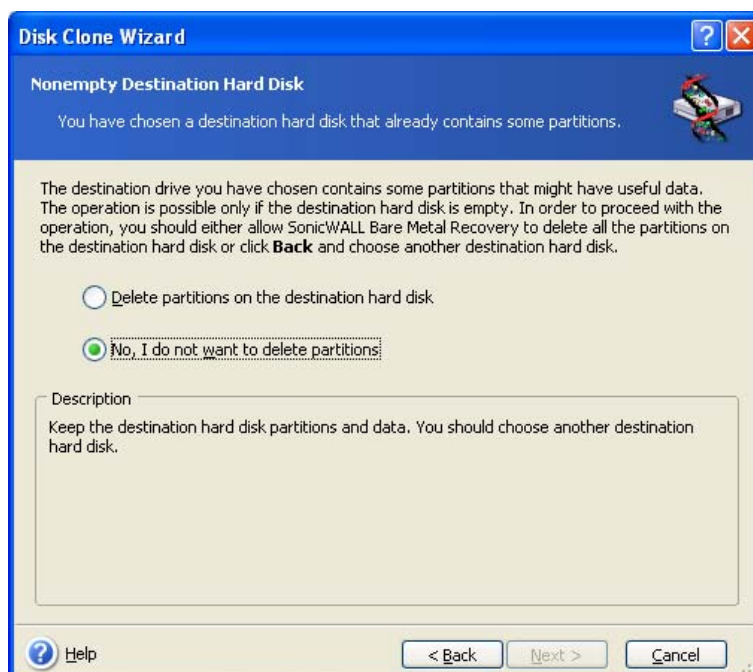 Disk Clone Wizard
Nonempty Destination Hard Disk
You have chosen a destination hard disk that already contains some partitions.
The destination drive you have chosen contains some partitions that might have useful data.
The operation is possible only if the destination hard disk is empty. In order to proceed with the
operation, you should either allow SonicWALL Bare Metal Recovery to delete all the partitions on
the destination hard disk or click Back and choose another destination hard disk.
Delete partitions on the destination hard disk
No, I do not want to delete partitions
Description
Keep the destination hard disk partitions and data. You should choose another destination
hard disk.
Help
< Back
Next >
Cancel